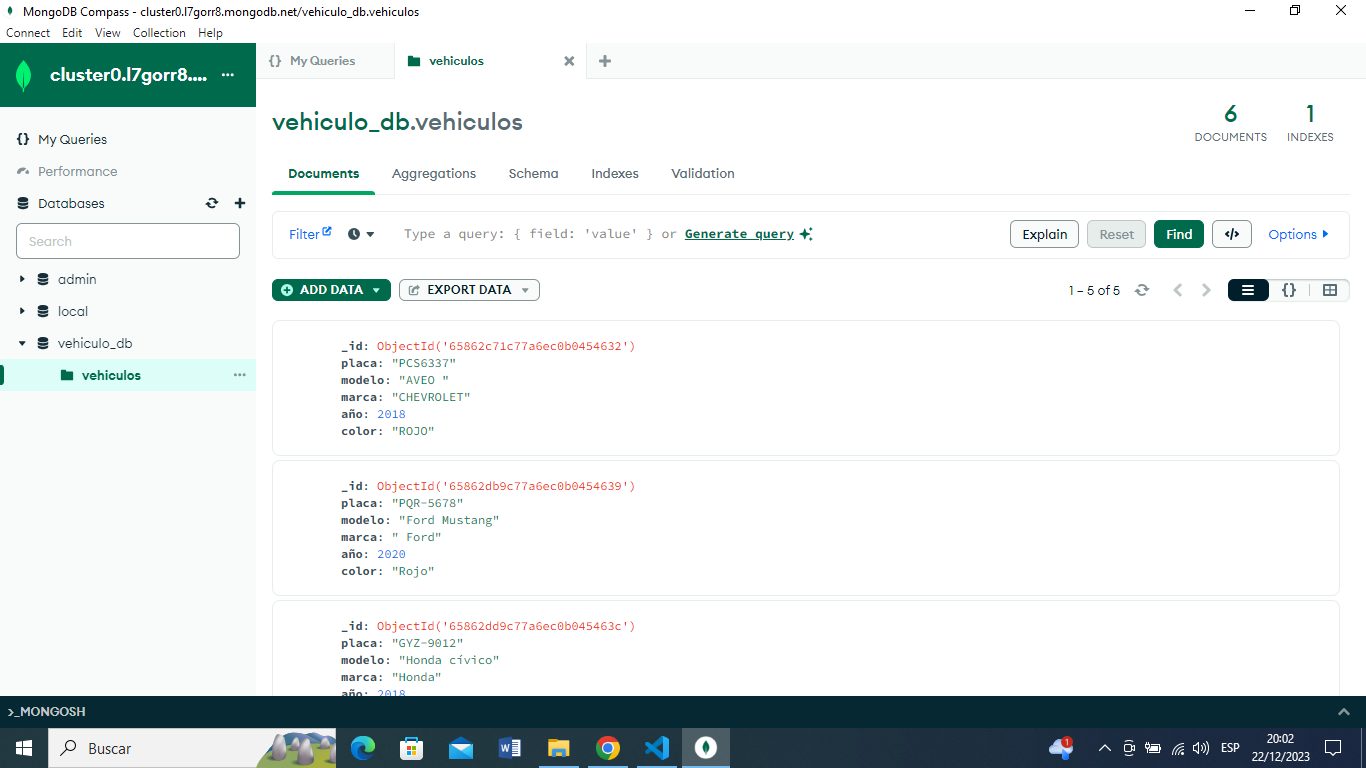 MongoDB Compass - cluster0.l7gorr8.mongodb.net/vehiculo_db.vehiculos
Connect Edit View Collection Help
cluster0.l7gorr8.... ...
{} My Queries
vehiculos
My Queries
Performance
Databases
Search
admin
local
vehiculo_db
vehiculos
vehiculo_db.vehiculos
6
DOCUMENTS
1
INDEXES
Documents Aggregations Schema Indexes Validation
Filter Type a query: { field: 'value' } or Generate query Explain Reset Find </> Options
ADD DATA EXPORT DATA 1 – 5 of 5 {}
_id: ObjectId('65862c71c77a6ec0b0454632')
placa: "PCS6337"
modelo: "AVEO "
marca: "CHEVROLET"
año: 2018
color: "ROJO"
_id: ObjectId('65862db9c77a6ec0b0454639')
placa: "PQR-5678"
modelo: "Ford Mustang"
marca: " Ford"
año: 2020
color: "Rojo"
_id: ObjectId('65862dd9c77a6ec0b045463c')
placa: "GYZ-9012"
modelo: "Honda cívico"
marca: "Honda"
año: 2018
>_MONGOSH
Buscar
1
ESP
20:02
22/12/2023